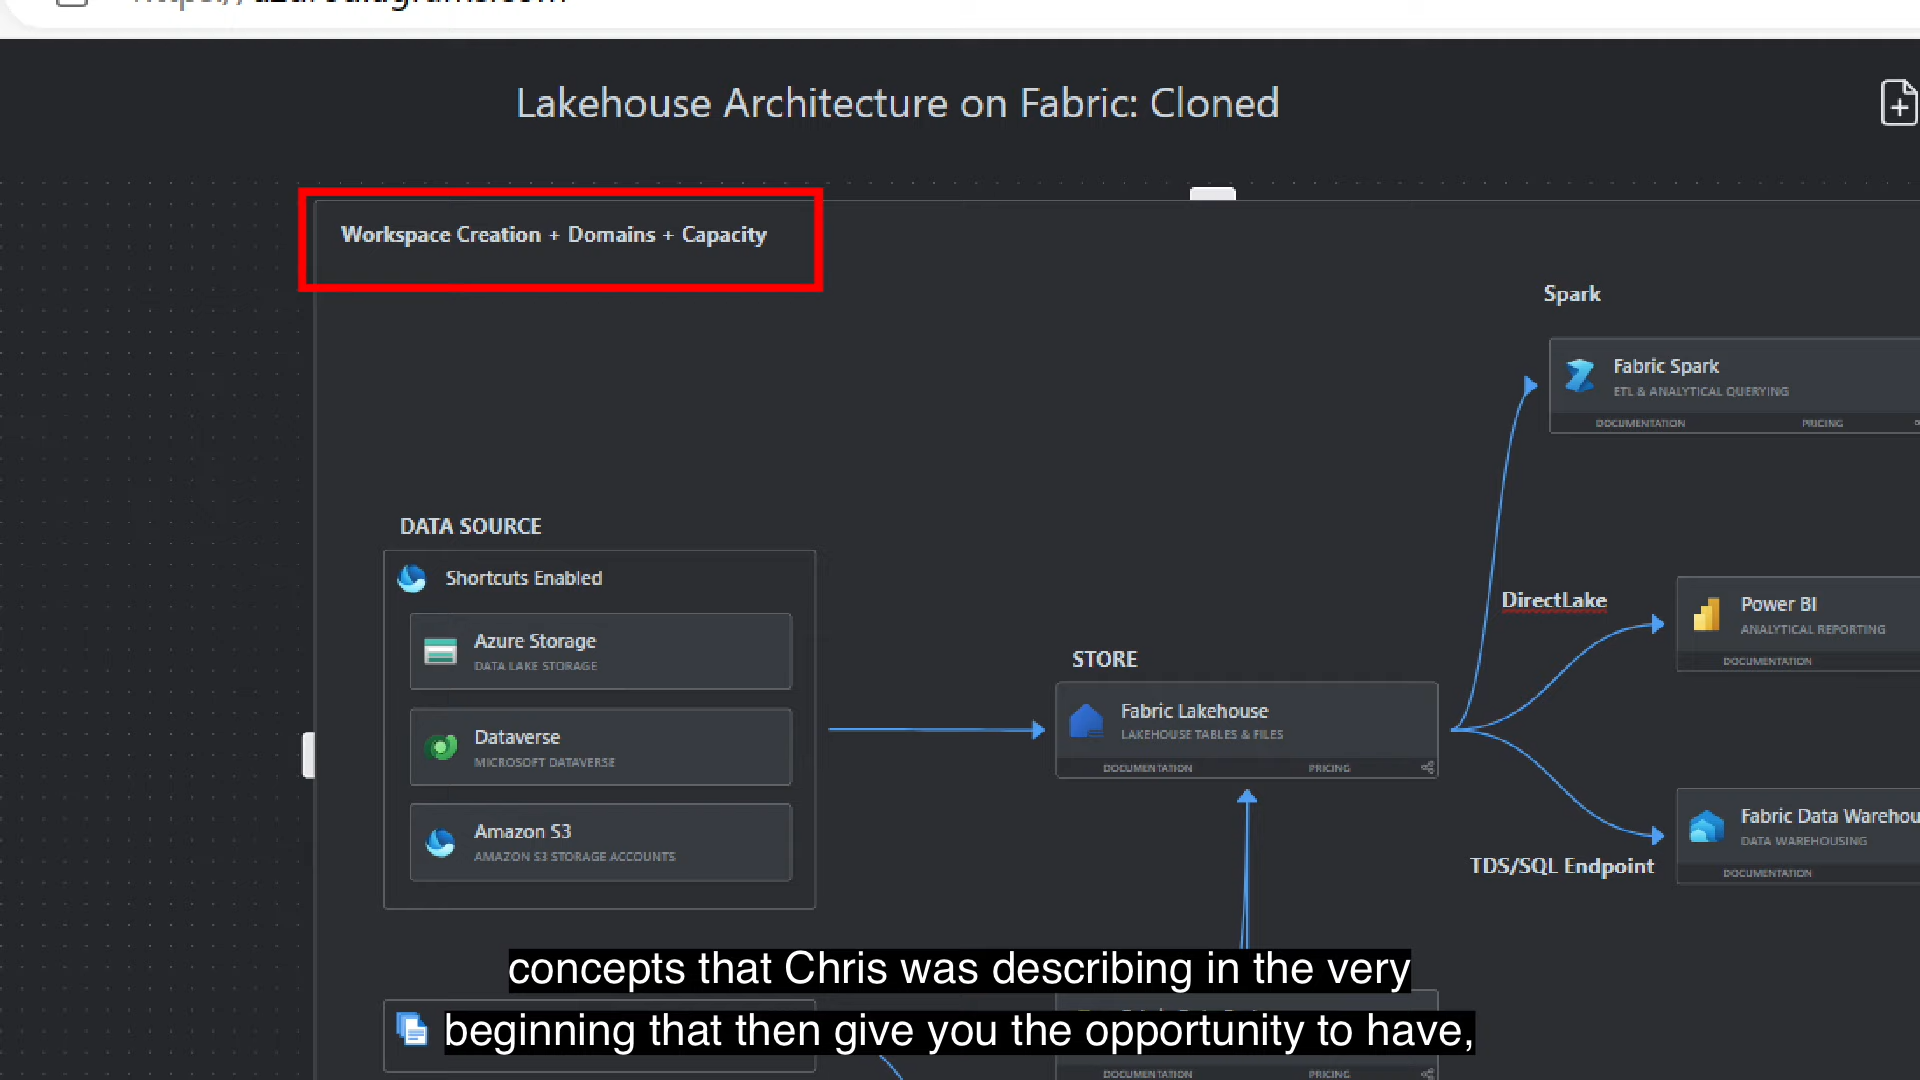 Lakehouse Architecture on Fabric: Cloned
Workspace Creation + Domains + Capacity
Spark
Fabric Spark
ETL & ANALYTICAL QUERYING
DOCUMENTATION PRICING
DATA SOURCE
Shortcuts Enabled
Azure Storage
DATA LAKE STORAGE
Dataverse
MICROSOFT DATAVERSE
Amazon S3
AMAZON S3 STORAGE ACCOUNTS
STORE
Fabric Lakehouse
LAKEHOUSE TABLES & FILES
DOCUMENTATION PRICING
DirectLake
Power BI
ANALYTICAL REPORTING
DOCUMENTATION
Fabric Data Warehou
DATA WAREHOUSING
DOCUMENTATION
TDS/SQL Endpoint
concepts that Chris was describing in the very
beginning that then give you the opportunity to have,
DOCUMENTATION PRICING